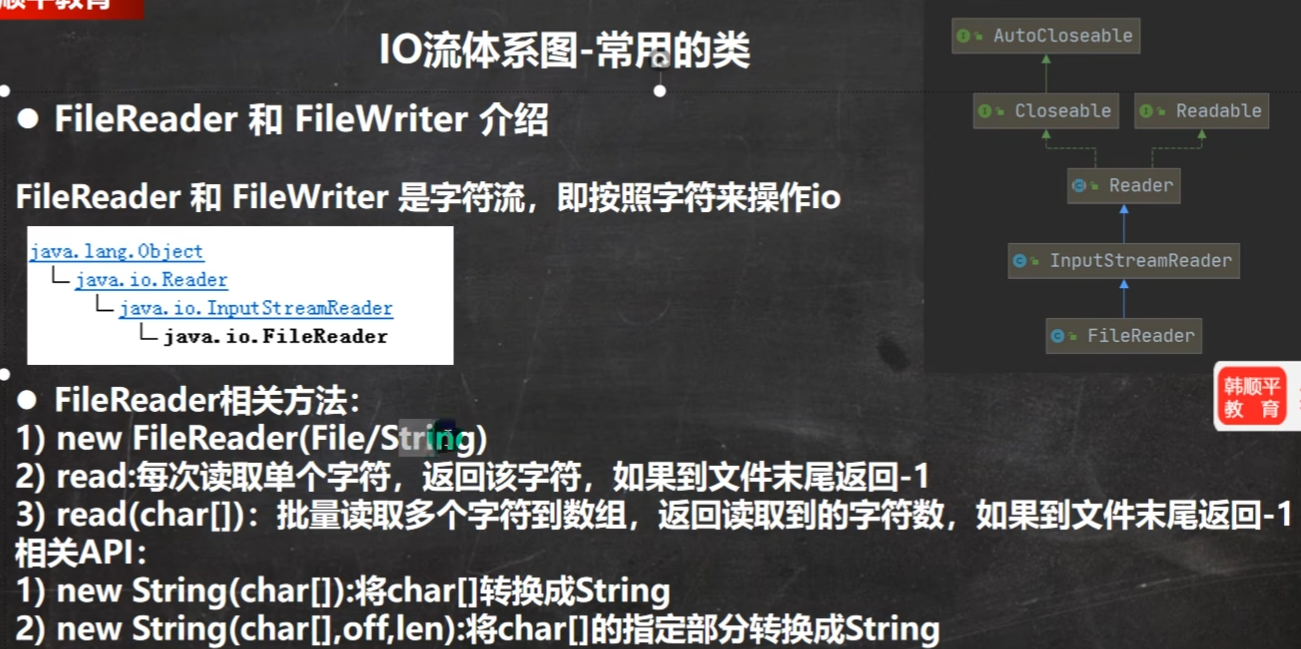 韩顺平教育
IO流体系图-常用的类
● FileReader 和 FileWriter 介绍
FileReader 和 FileWriter 是字符流，即按照字符来操作io
java.lang.Object
java.io.Reader
java.io.InputStreamReader
java.io.FileReader
● FileReader相关方法：
1) new FileReader(File/String)
2) read:每次读取单个字符，返回该字符，如果到文件末尾返回-1
3) read(char[])：批量读取多个字符到数组，返回读取到的字符数，如果到文件末尾返回-1
相关API：
1) new String(char[]):将char[]转换成String
2) new String(char[],off,len):将char[]的指定部分转换成String
AutoCloseable
Closeable
Readable
Reader
InputStreamReader
FileReader
韩顺平
教 育